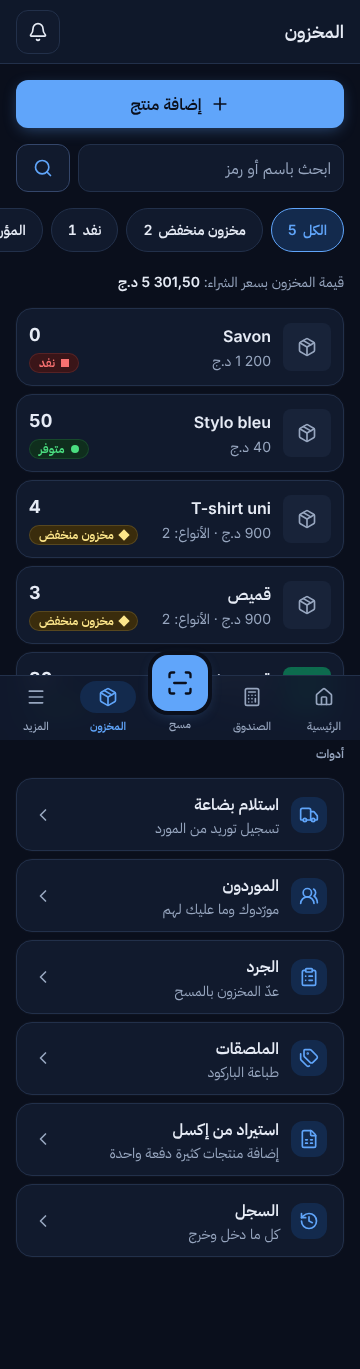 المخزون
إضافة منتج
ابحث باسم أو رمز
الكل 5
مخزون منخفض 2
نفد 1
قيمة المخزون بسعر الشراء: 5 301,50 د.ج
Savon
1 200 د.ج
0
نفد
Stylo bleu
40 د.ج
50
متوفر
T-shirt uni
900 د.ج · الأنواع: 2
4
مخزون منخفض
قميص
900 د.ج · الأنواع: 2
3
مخزون منخفض
الرئيسية
الصندوق
مسح
المخزون
المزيد
أدوات
استلام بضاعة
تسجيل توريد من المورد
الموردون
مورّدوك وما عليك لهم
الجرد
عدّ المخزون بالمسح
الملصقات
طباعة الباركود
استيراد من إكسل
إضافة منتجات كثيرة دفعة واحدة
السجل
كل ما دخل وخرج